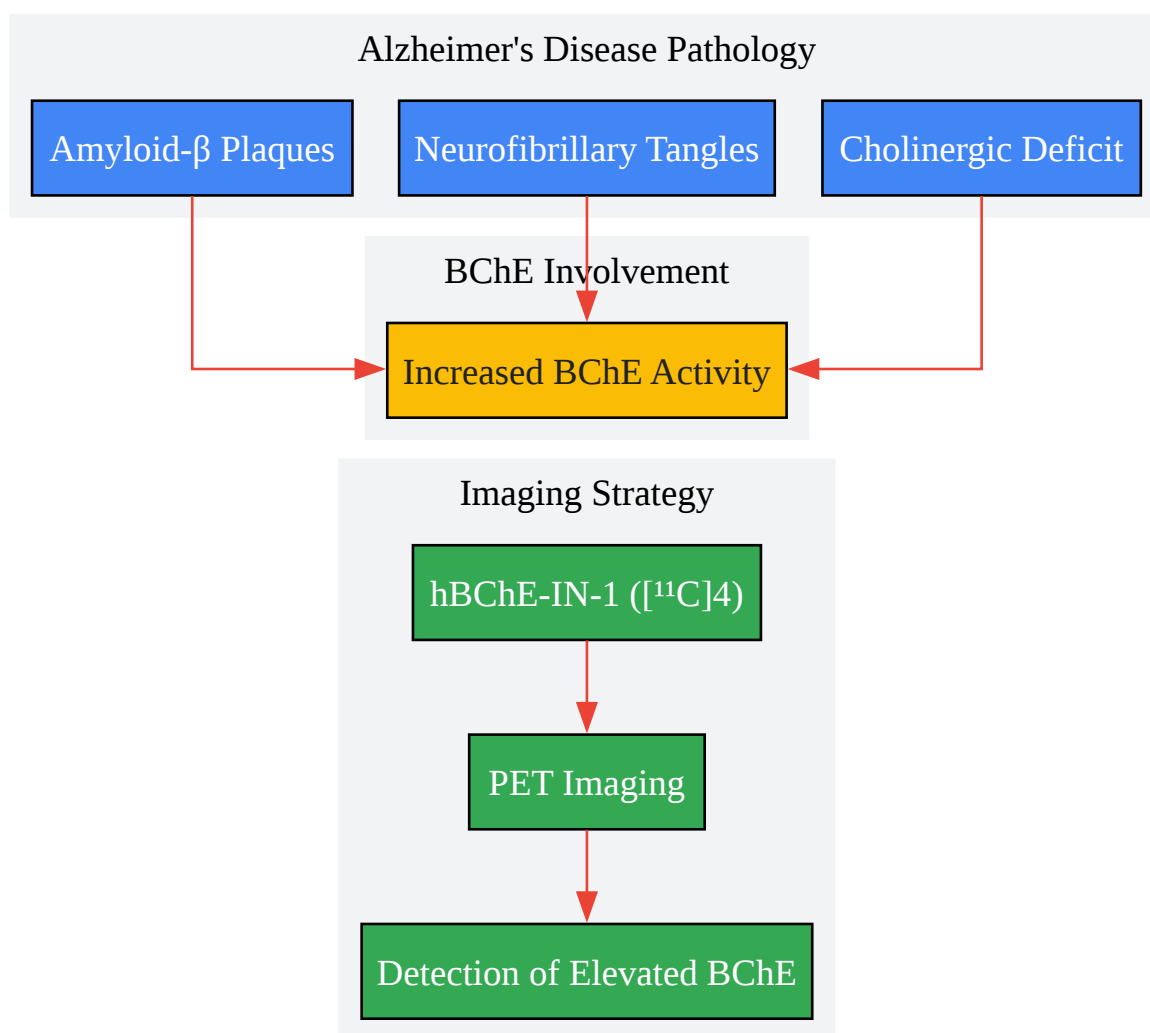 Alzheimer's Disease Pathology
Amyloid-β Plaques
Neurofibrillary Tangles
Cholinergic Deficit
BChE Involvement
Increased BChE Activity
Imaging Strategy
hBChE-IN-1 ([¹¹C]4)
PET Imaging
Detection of Elevated BChE